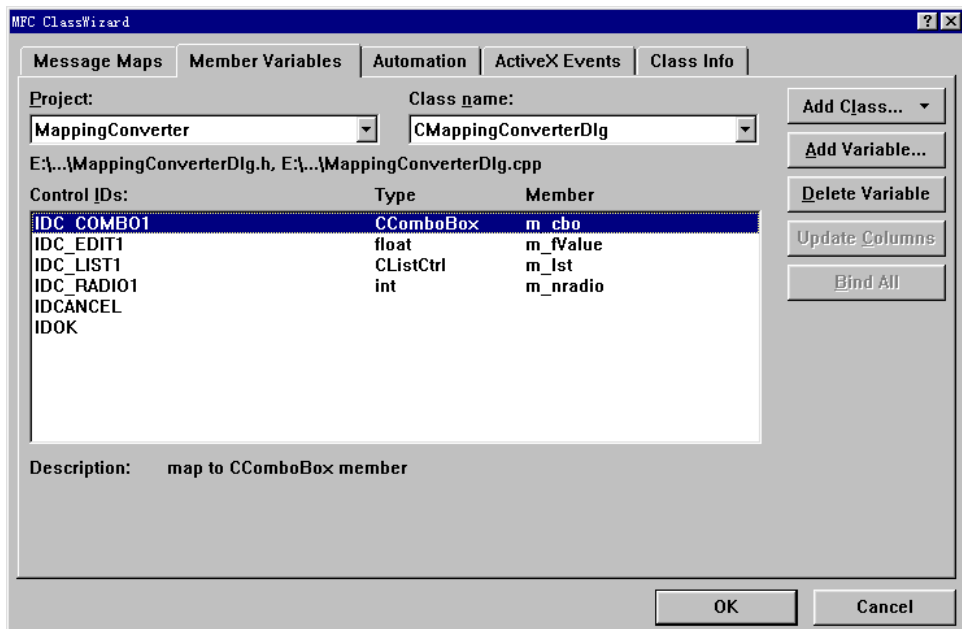 MFC ClassWizard
Message Maps Member Variables Automation ActiveX Events Class Info
Project: Class name:
MappingConverter CMappingConverterDlg
Add Class...
E:\...\MappingConverterDlg.h, E:\...\MappingConverterDlg.cpp
Add Variable...
Control IDs: Type Member
Delete Variable
IDC_COMBO1 CComboBox m_cbo
IDC_EDIT1 float m_fValue
Update Columns
IDC_LIST1 CListCtrl m_lst
IDC_RADIO1 int m_nradio
Bind All
IDCANCEL
IDOK
Description: map to CComboBox member
OK Cancel